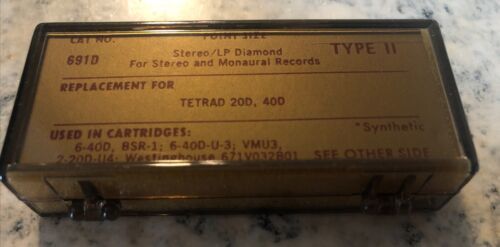 CAT NO. POINT SIZE
Stereo/LP Diamond TYPE II
691D For Stereo and Monaural Records
REPLACEMENT FOR
TETRAD 20D, 40D
USED IN CARTRIDGES: *Synthetic
6-40D, BSR-1; 6-40D-U-3; VMU3,
2-20D-U4; Westinghouse 671V032B01 SEE OTHER SIDE